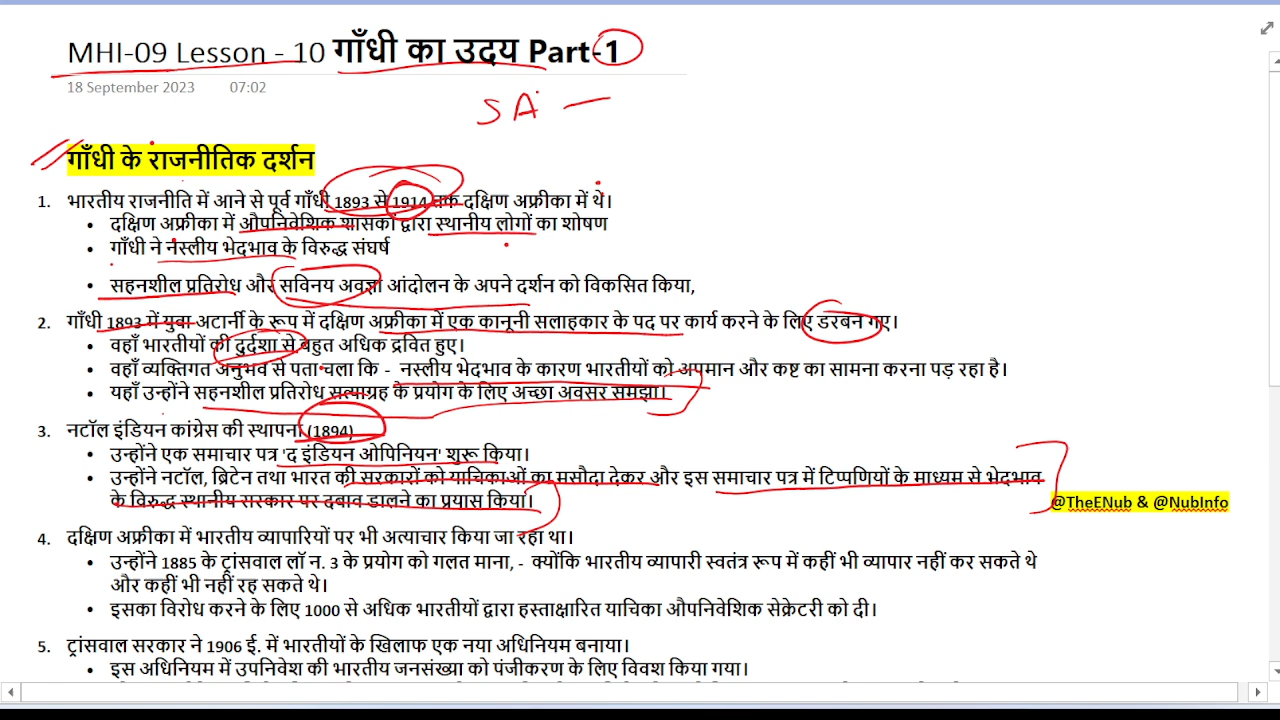 MHI-09 Lesson - 10 गाँधी का उदय Part-1
18 September 2023 07:02
SA —
गाँधी के राजनीतिक दर्शन
1. भारतीय राजनीति में आने से पूर्व गाँधी 1893 से 1914 तक दक्षिण अफ्रीका में थे।
• दक्षिण अफ्रीका में औपनिवेशिक शासकों द्वारा स्थानीय लोगों का शोषण
• गाँधी ने नस्लीय भेदभाव के विरुद्ध संघर्ष
• सहनशील प्रतिरोध और सविनय अवज्ञा आंदोलन के अपने दर्शन को विकसित किया,
2. गाँधी 1893 में युवा अटार्नी के रूप में दक्षिण अफ्रीका में एक कानूनी सलाहकार के पद पर कार्य करने के लिए डरबन गए।
• वहाँ भारतीयों की दुर्दशा से बहुत अधिक द्रवित हुए।
• वहाँ व्यक्तिगत अनुभव से पता चला कि - नस्लीय भेदभाव के कारण भारतीयों को अपमान और कष्ट का सामना करना पड़ रहा है।
• यहाँ उन्होंने सहनशील प्रतिरोध सत्याग्रह के प्रयोग के लिए अच्छा अवसर समझा।
3. नटॉल इंडियन कांग्रेस की स्थापना (1894)
• उन्होंने एक समाचार पत्र 'द इंडियन ओपिनियन' शुरू किया।
• उन्होंने नटॉल, ब्रिटेन तथा भारत की सरकारों को याचिकाओं का मसौदा देकर और इस समाचार पत्र में टिप्पणियों के माध्यम से भेदभाव
के विरुद्ध स्थानीय सरकार पर दबाव डालने का प्रयास किया।
@TheENub & @NubInfo
4. दक्षिण अफ्रीका में भारतीय व्यापारियों पर भी अत्याचार किया जा रहा था।
• उन्होंने 1885 के ट्रांसवाल लॉ न. 3 के प्रयोग को गलत माना, - क्योंकि भारतीय व्यापारी स्वतंत्र रूप में कहीं भी व्यापार नहीं कर सकते थे
और कहीं भी नहीं रह सकते थे।
• इसका विरोध करने के लिए 1000 से अधिक भारतीयों द्वारा हस्ताक्षारित याचिका औपनिवेशिक सेक्रेटरी को दी।
5. ट्रांसवाल सरकार ने 1906 ई. में भारतीयों के खिलाफ एक नया अधिनियम बनाया।
• इस अधिनियम में उपनिवेश की भारतीय जनसंख्या को पंजीकरण के लिए विवश किया गया।